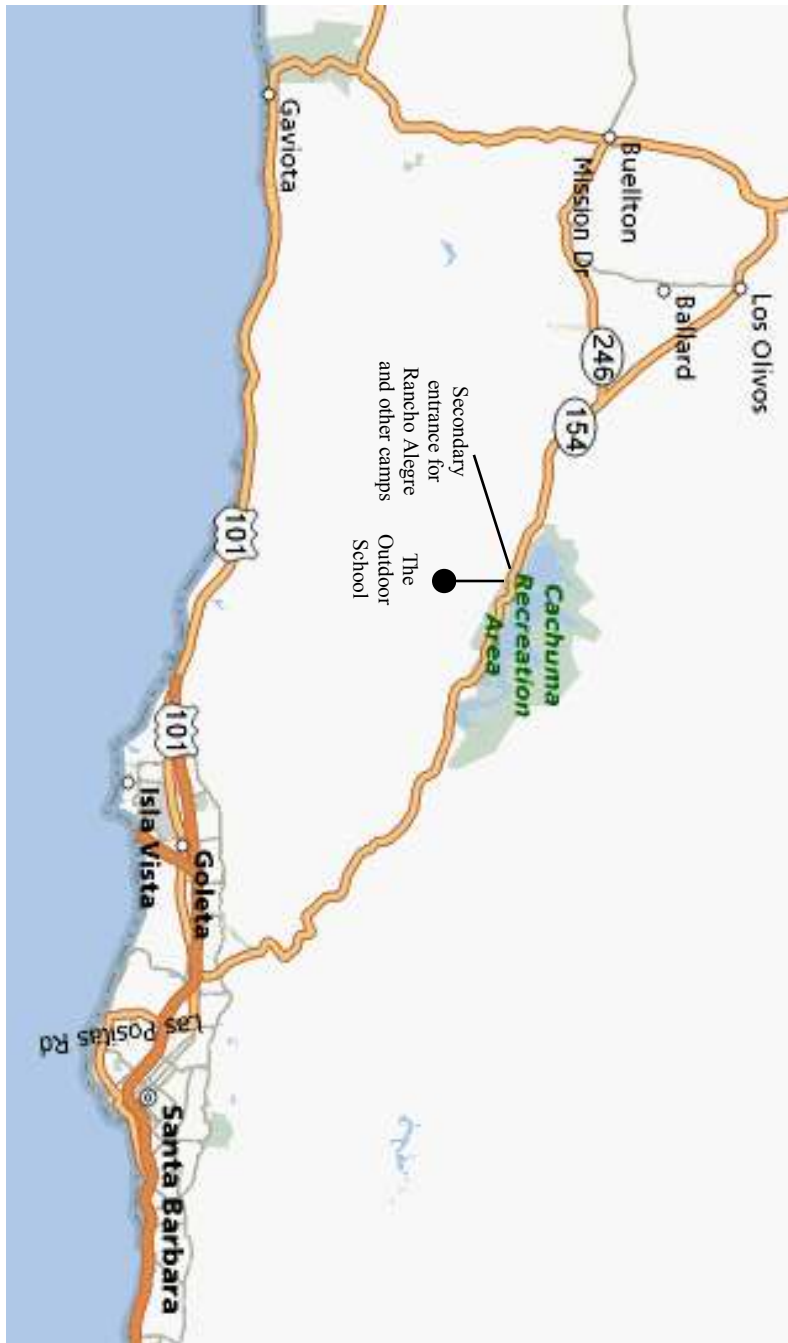 Gaviota
Buellton
Mission Dr
Los Olivos
Ballard
246
154
Secondary
entrance for
Rancho Alegre
and other camps
The
Outdoor
School
Cachuma
Recreation
Area
101
101
Isla Vista
Goleta
Las Positas Rd
Santa Barbara